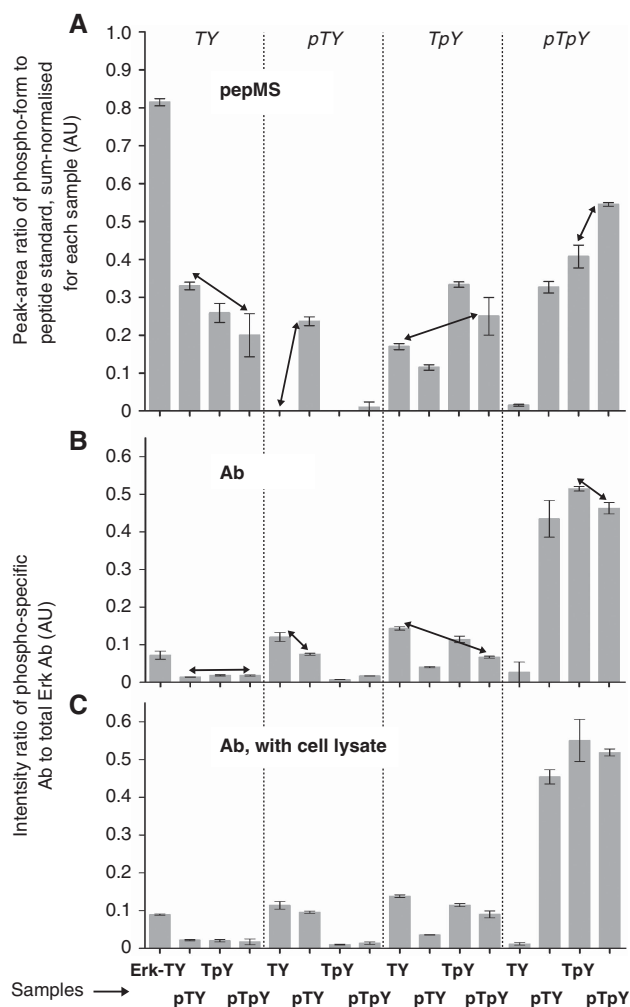 A
TY pTY TpY pTpY
pepMS
Peak-area ratio of phospho-form to
peptide standard, sum-normalised
for each sample (AU)
1.0
0.9
0.8
0.7
0.6
0.5
0.4
0.3
0.2
0.1
0
B
Ab
0.6
0.5
0.4
0.3
0.2
0.1
0
Intentsity ratio of phospho-specific
Ab to total Erk Ab (AU)
C
Ab, with cell lysate
0.6
0.5
0.4
0.3
0.2
0.1
0
Erk-TY TpY TY TpY TY TpY TY TpY
Samples pTY pTpY pTY pTpY pTY pTpY pTY pTpY